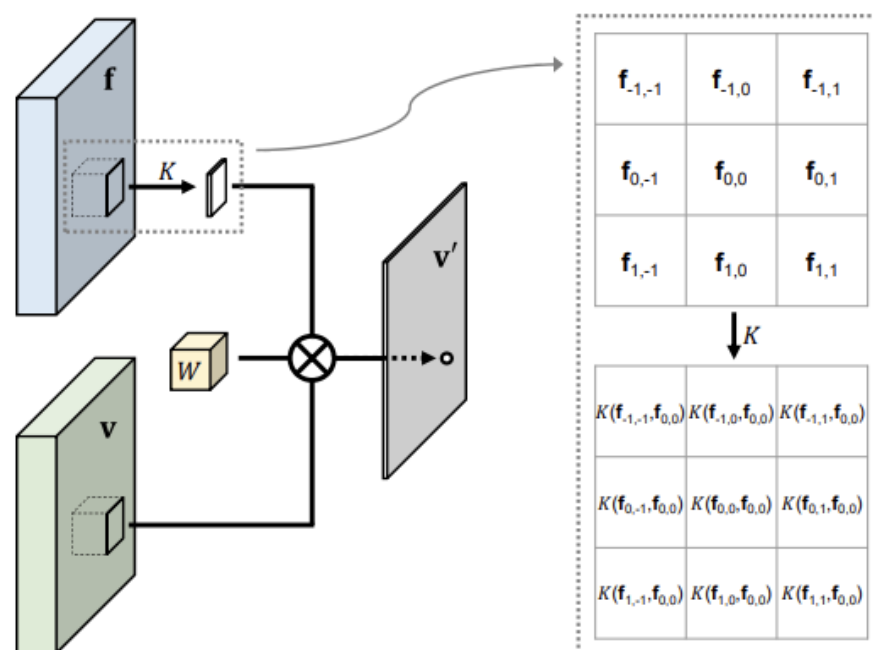 f
K
v′
W
v
f-1,-1 f-1,0 f-1,1
f0,-1 f0,0 f0,1
f1,-1 f1,0 f1,1
K
K(f-1,-1,f0,0) K(f-1,0,f0,0) K(f-1,1,f0,0)
K(f0,-1,f0,0) K(f0,0,f0,0) K(f0,1,f0,0)
K(f1,-1,f0,0) K(f1,0,f0,0) K(f1,1,f0,0)